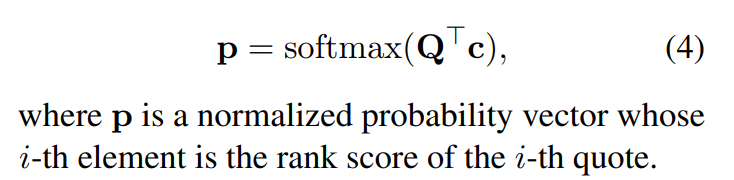 p = softmax(Q⊤c), (4)
where p is a normalized probability vector whose
i-th element is the rank score of the i-th quote.